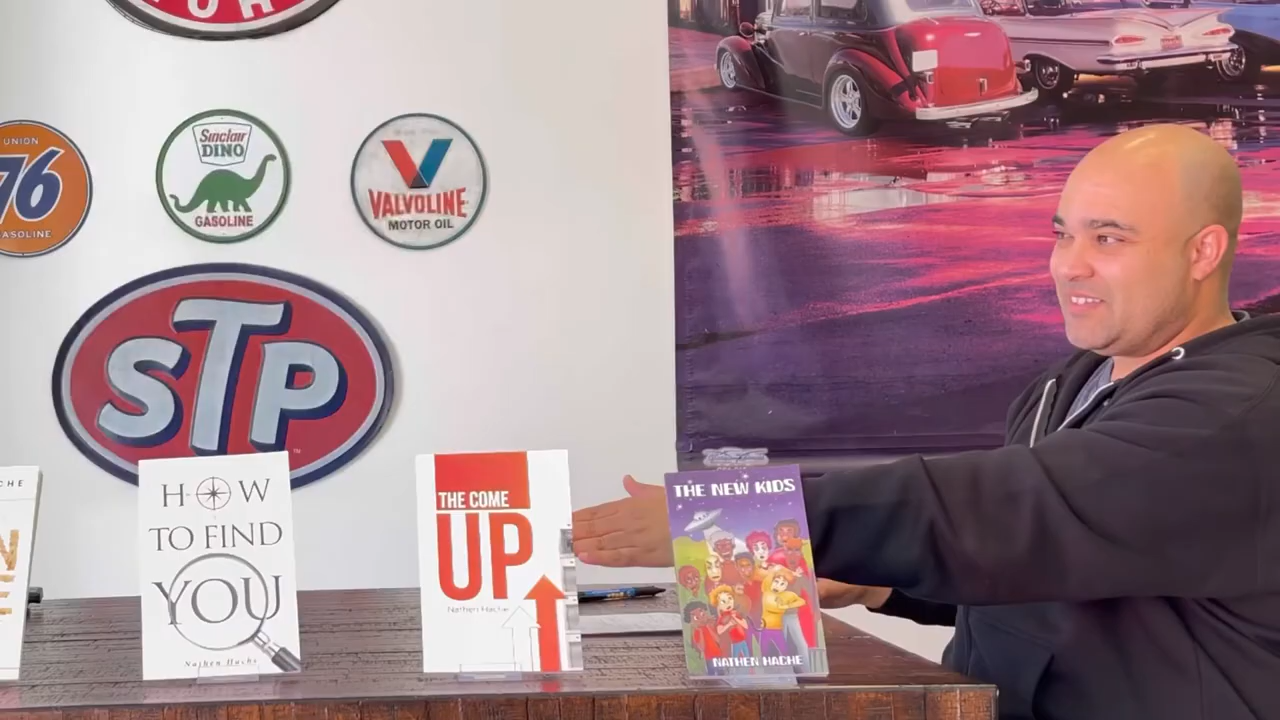 UNION
76
GASOLINE
Sinclair
DINO
GASOLINE
VALVOLINE
MOTOR OIL
STP
TM
HOW
TO FIND
YOU
Nathen Hache
THE COME
UP
Nathen Hache
THE NEW KIDS
NATHEN HACHE